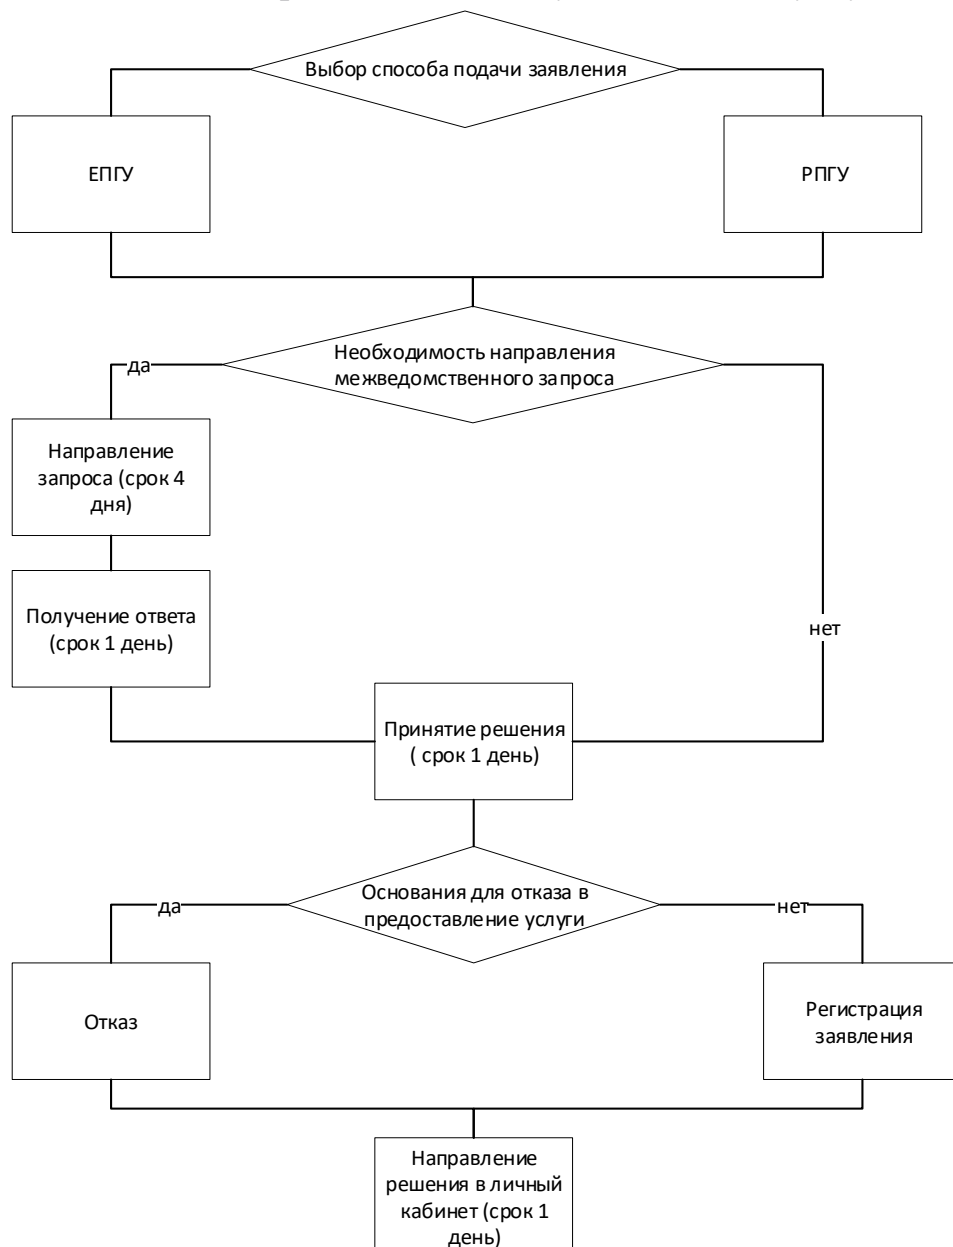 Выбор способа подачи заявления
ЕПГУ
РПГУ
Необходимость направления
межведомственного запроса
да
Направление
запроса (срок 4
дня)
Получение ответа
(срок 1 день)
нет
Принятие решения
( срок 1 день)
Основания для отказа в
предоставление услуги
да
нет
Отказ
Регистрация
заявления
Направление
решения в личный
кабинет (срок 1
день)